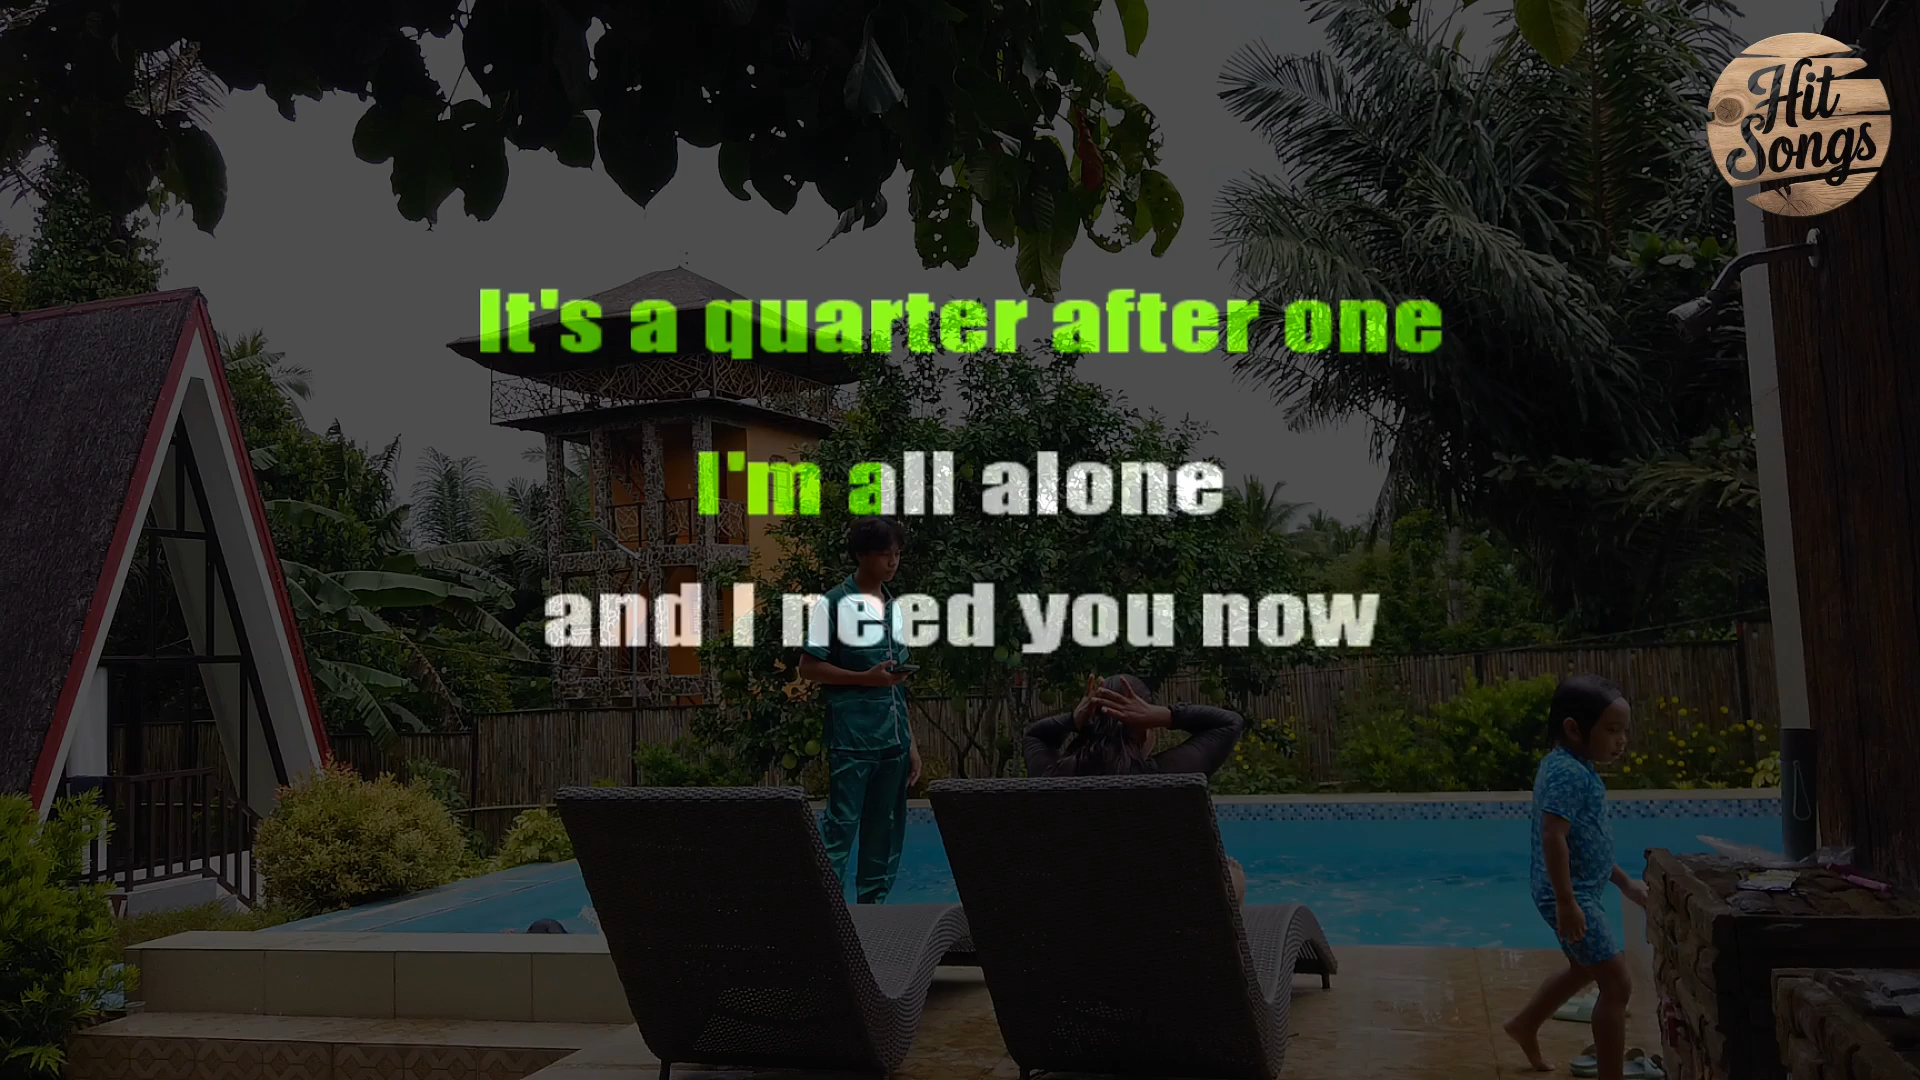 Hit
Songs
It's a quarter after one
I'm all alone
and I need you now